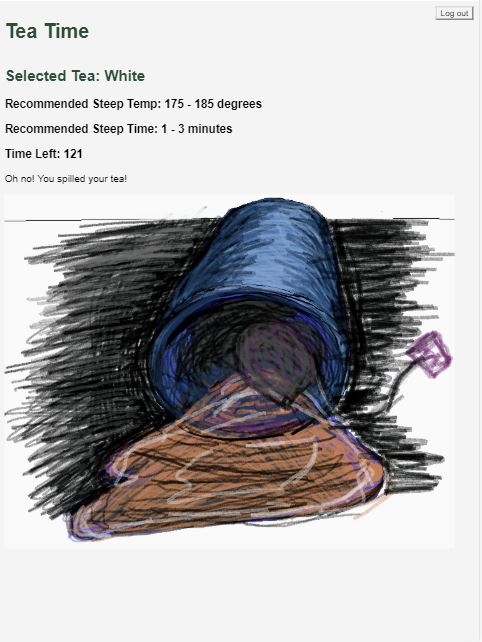 Log out
Tea Time
Selected Tea: White
Recommended Steep Temp: 175 - 185 degrees
Recommended Steep Time: 1 - 3 minutes
Time Left: 121
Oh no! You spilled your tea!